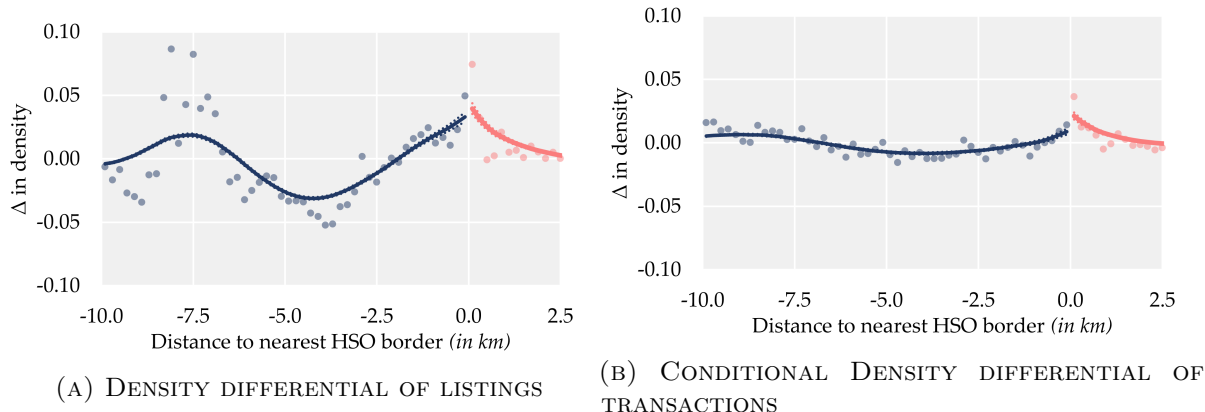 0.10
0.05
0.00
-0.05
-0.10
Δ in density
-10.0 -7.5 -5.0 -2.5 0.0 2.5
Distance to nearest HSO border (in km)
(A) DENSITY DIFFERENTIAL OF LISTINGS
0.10
0.05
0.00
-0.05
-0.10
Δ in density
-10.0 -7.5 -5.0 -2.5 0.0 2.5
Distance to nearest HSO border (in km)
(B) CONDITIONAL DENSITY DIFFERENTIAL OF
TRANSACTIONS